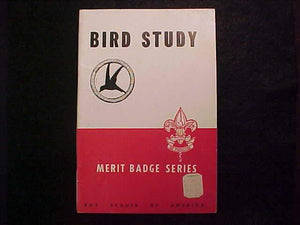 BIRD STUDY
MERIT BADGE SERIES
BOY SCOUTS OF AMERICA